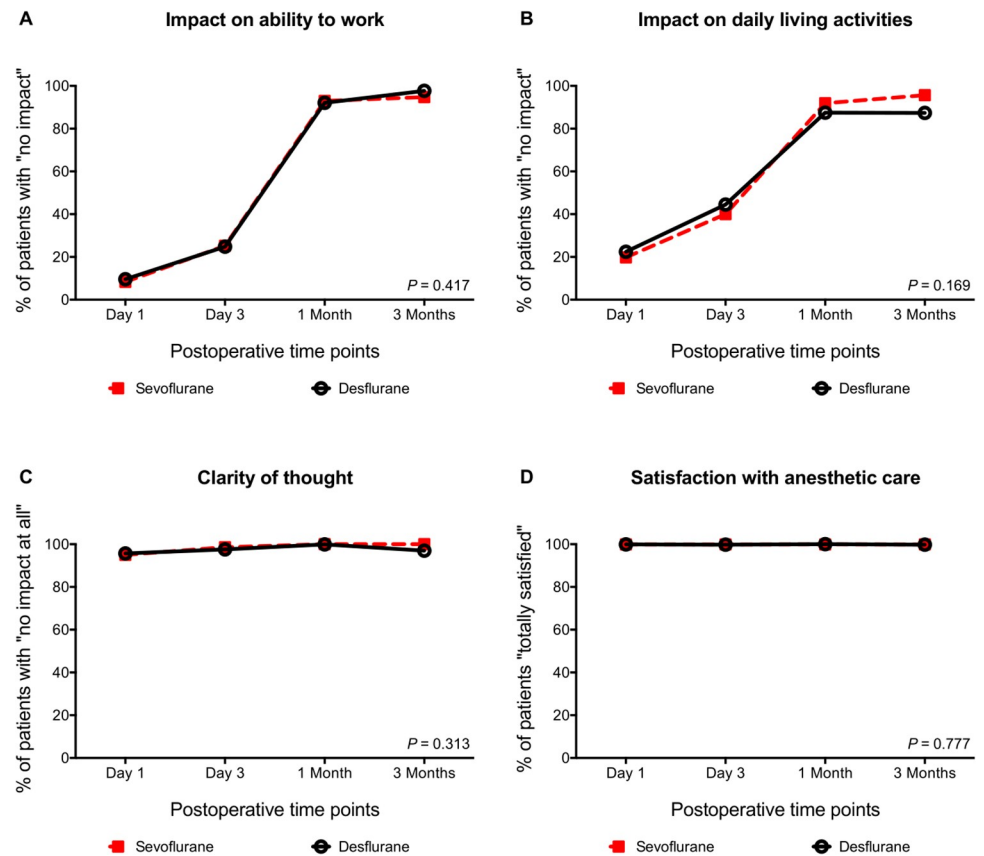 A Impact on ability to work
% of patients with "no impact"
100
80
60
40
20
0
P = 0.417
Day 1 Day 3 1 Month 3 Months
Postoperative time points
Sevoflurane Desflurane
B Impact on daily living activities
% of patients with "no impact"
100
80
60
40
20
0
P = 0.169
Day 1 Day 3 1 Month 3 Months
Postoperative time points
Sevoflurane Desflurane
C Clarity of thought
% of patients with "no impact at all"
100
80
60
40
20
0
P = 0.313
Day 1 Day 3 1 Month 3 Months
Postoperative time points
Sevoflurane Desflurane
D Satisfaction with anesthetic care
% of patients "totally satisfied"
100
80
60
40
20
0
P = 0.777
Day 1 Day 3 1 Month 3 Months
Postoperative time points
Sevoflurane Desflurane